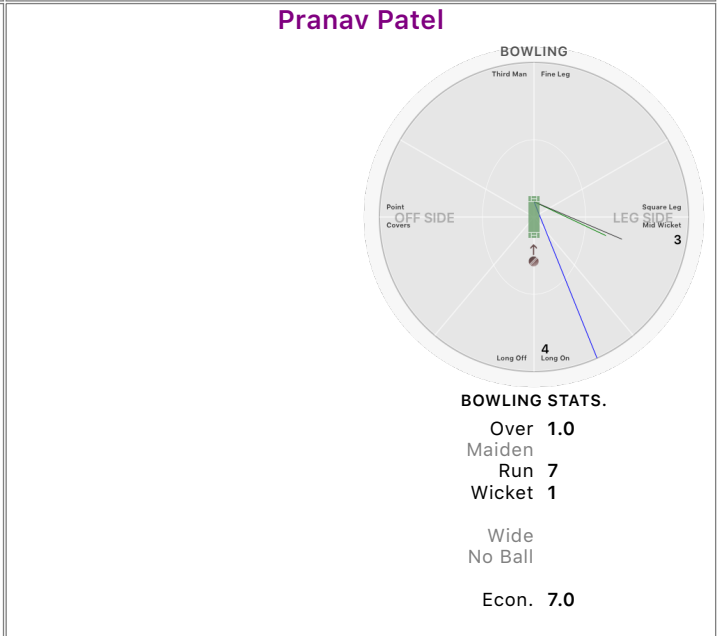 Pranav Patel
BOWLING
Third Man Fine Leg
Point Square Leg
OFF SIDE LEG SIDE
Covers Mid Wicket
3
4
Long Off Long On
BOWLING STATS.
Over 1.0
Maiden
Run 7
Wicket 1
Wide
No Ball
Econ. 7.0